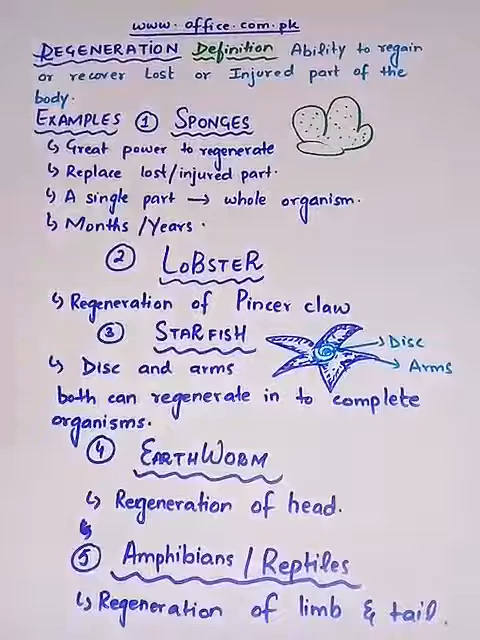 www.office.com.pk
REGENERATION Definition Ability to regain
or recover Lost or Injured part of the
body.
EXAMPLES ① SPONGES
↳ Great power to regenerate
↳ Replace lost/injured part.
↳ A single part → whole organism.
↳ Months/Years.
② LOBSTER
↳ Regeneration of Pincer claw
③ STARFISH
Disc
↳ Disc and arms
Arms
both can regenerate in to complete
organisms.
④ EARTHWORM
↳ Regeneration of head.
⑤ Amphibians / Reptiles
↳ Regeneration of limb & tail.